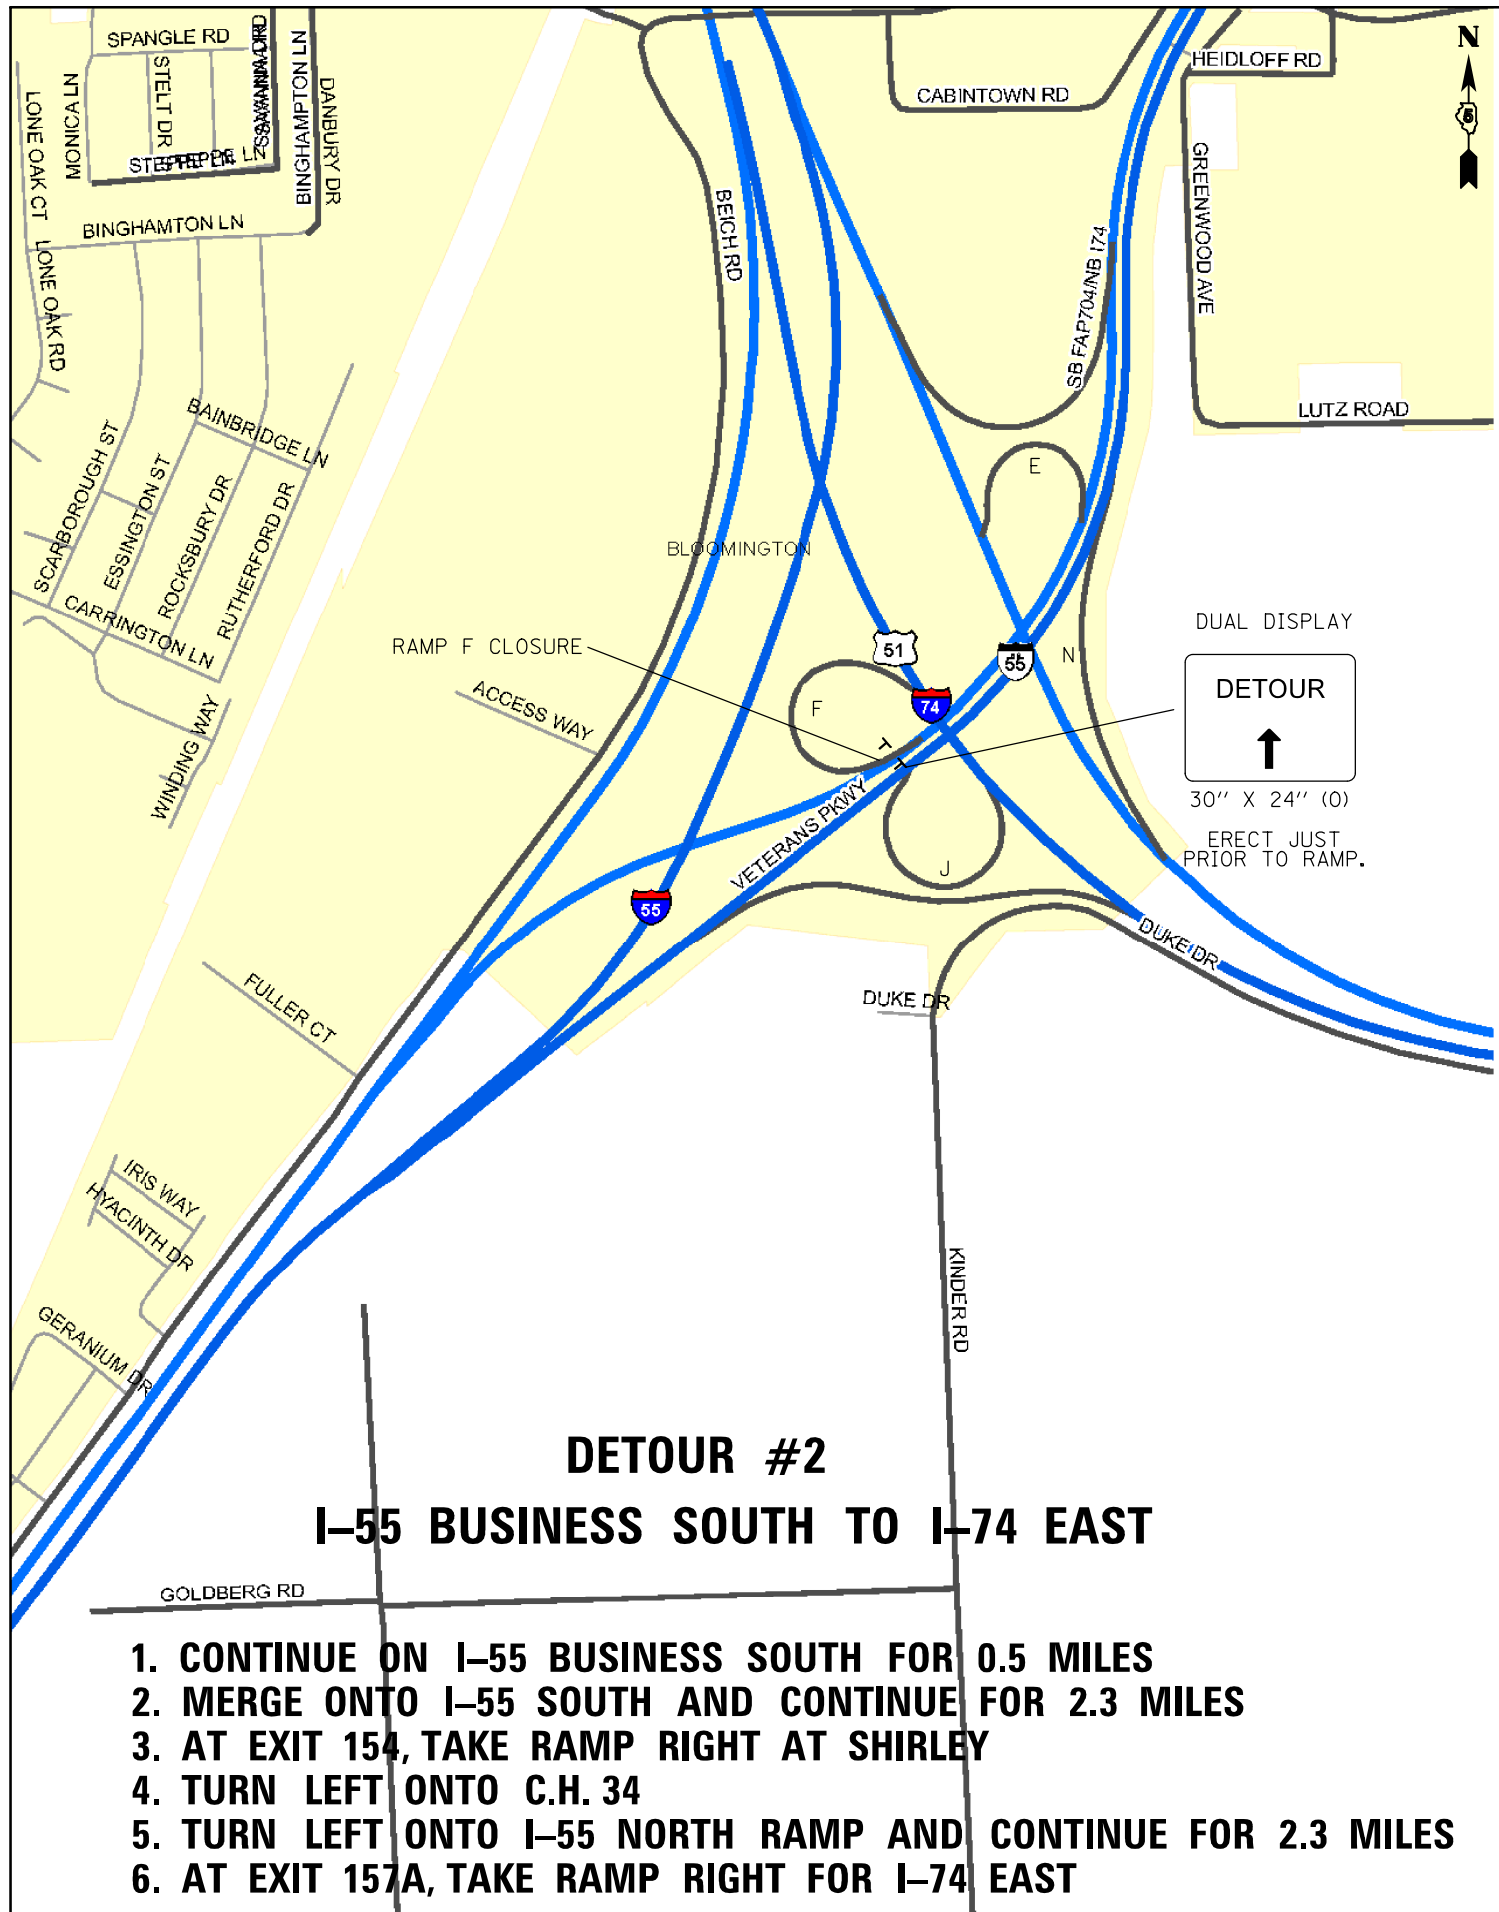 SPANGLE RD
STELT DR
MONICA LN
LONE OAK CT
SAVANNA DR
BINGHAMPTON LN
DANBURY DR
STEPPE LN
BINGHAMTON LN
LONE OAK RD
BEICH RD
CABINTOWN RD
HEIDLOFF RD
N
5
GREENWOOD AVE
SB FAP704/NB I74
LUTZ ROAD
BAINBRIDGE LN
SCARBOROUGH ST
ESSINGTON ST
ROCKSBURY DR
RUTHERFORD DR
CARRINGTON LN
WINDING WAY
E
BLOOMINGTON
RAMP F CLOSURE
ACCESS WAY
51
55
74
N
F
DUAL DISPLAY
DETOUR
30'' X 24'' (O)
ERECT JUST
PRIOR TO RAMP.
VETERANS PKWY
J
55
DUKE DR
DUKE DR
FULLER CT
IRIS WAY
HYACINTH DR
GERANIUM DR
KINDER RD
DETOUR #2
I-55 BUSINESS SOUTH TO I-74 EAST
GOLDBERG RD
1. CONTINUE ON I-55 BUSINESS SOUTH FOR 0.5 MILES
2. MERGE ONTO I-55 SOUTH AND CONTINUE FOR 2.3 MILES
3. AT EXIT 154, TAKE RAMP RIGHT AT SHIRLEY
4. TURN LEFT ONTO C.H. 34
5. TURN LEFT ONTO I-55 NORTH RAMP AND CONTINUE FOR 2.3 MILES
6. AT EXIT 157A, TAKE RAMP RIGHT FOR I-74 EAST